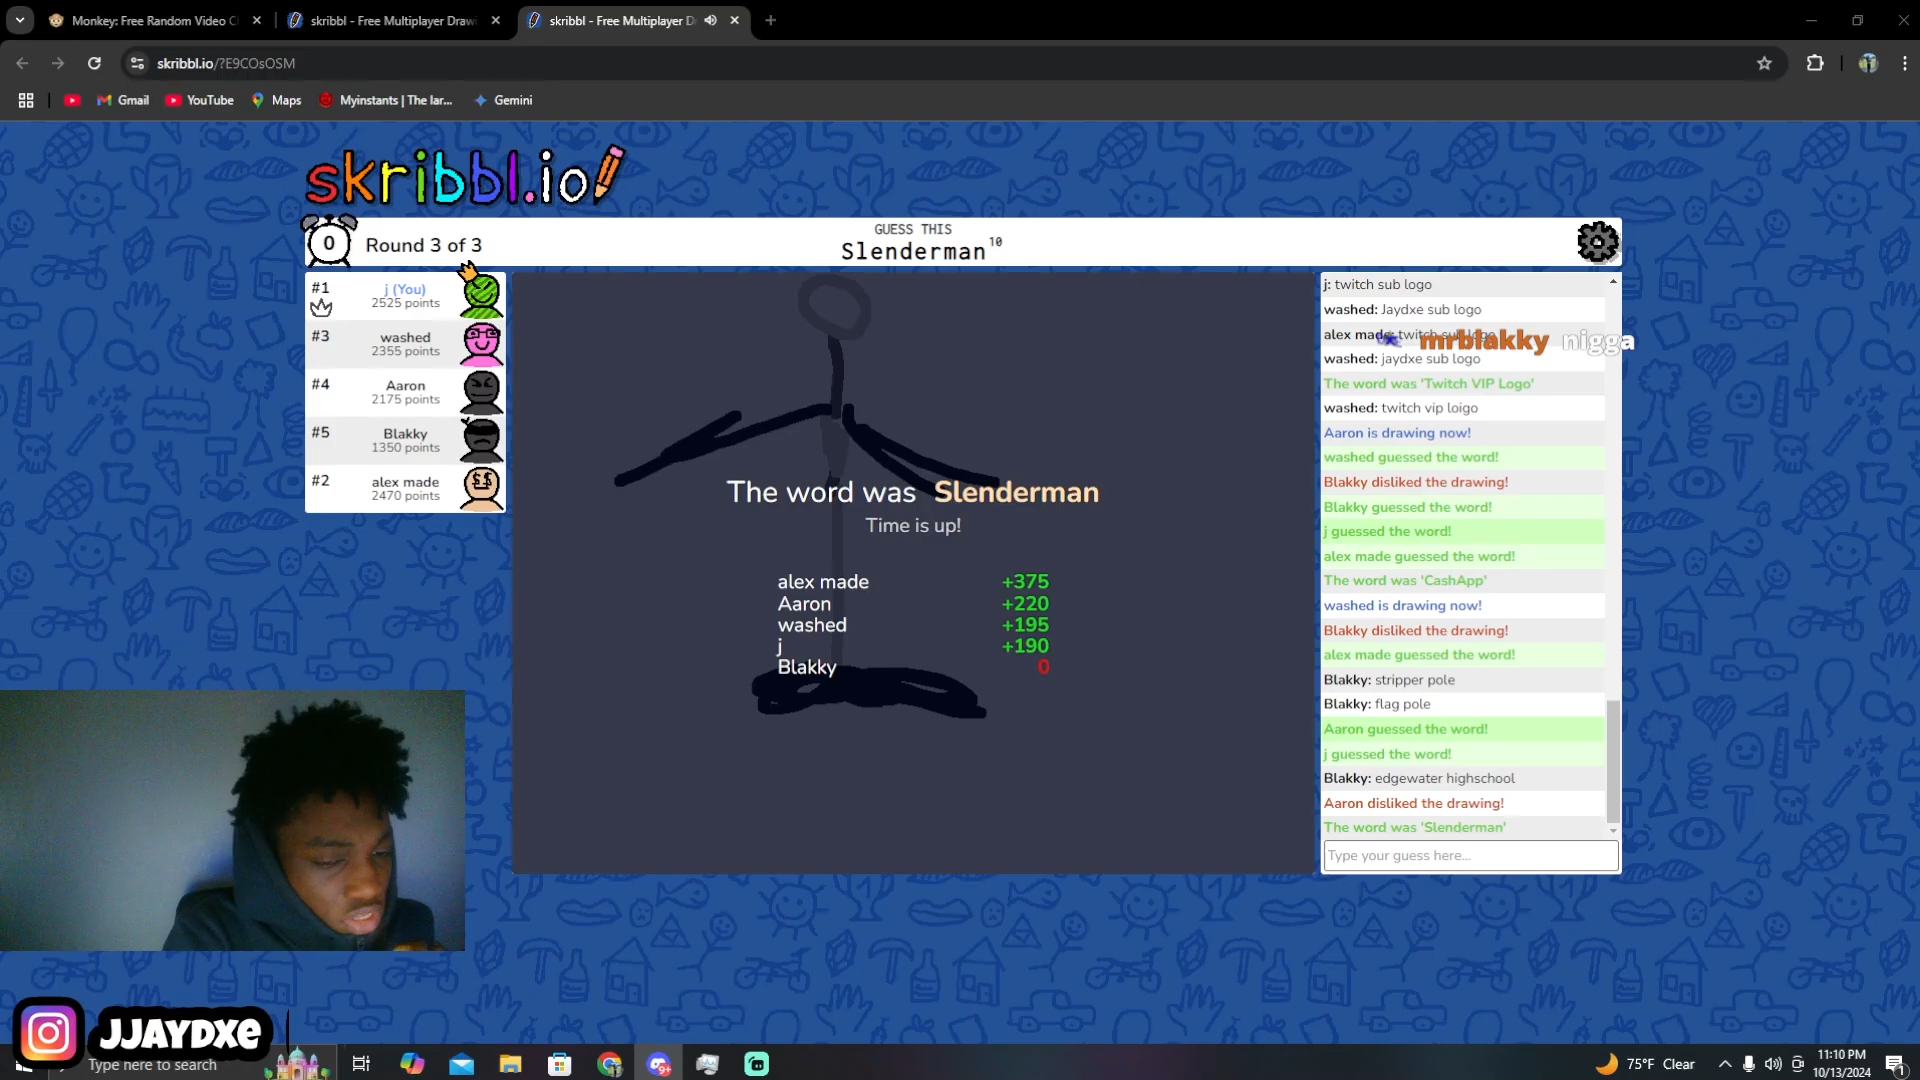 Monkey: Free Random Video C
skribbl - Free Multiplayer Drawi
skribbl - Free Multiplayer D
skribbl.io/?E9COsOSM
Gmail
YouTube
Maps
Myinstants | The lar...
Gemini
skribbl.io
0
Round 3 of 3
GUESS THIS
Slenderman 10
#1
j (You)
2525 points
#3
washed
2355 points
#4
Aaron
2175 points
#5
Blakky
1350 points
#2
alex made
2470 points
The word was Slenderman
Time is up!
alex made +375
Aaron +220
washed +195
j +190
Blakky 0
j: twitch sub logo
washed: Jaydxe sub logo
alex made: twitch sub logo
mrblakky nigga
washed: jaydxe sub logo
The word was 'Twitch VIP Logo'
washed: twitch vip loigo
Aaron is drawing now!
washed guessed the word!
Blakky disliked the drawing!
Blakky guessed the word!
j guessed the word!
alex made guessed the word!
The word was 'CashApp'
washed is drawing now!
Blakky disliked the drawing!
alex made guessed the word!
Blakky: stripper pole
Blakky: flag pole
Aaron guessed the word!
j guessed the word!
Blakky: edgewater highschool
Aaron disliked the drawing!
The word was 'Slenderman'
Type your guess here...
JJAYDXE
Type here to search
9+
75°F Clear
11:10 PM
10/13/2024
1